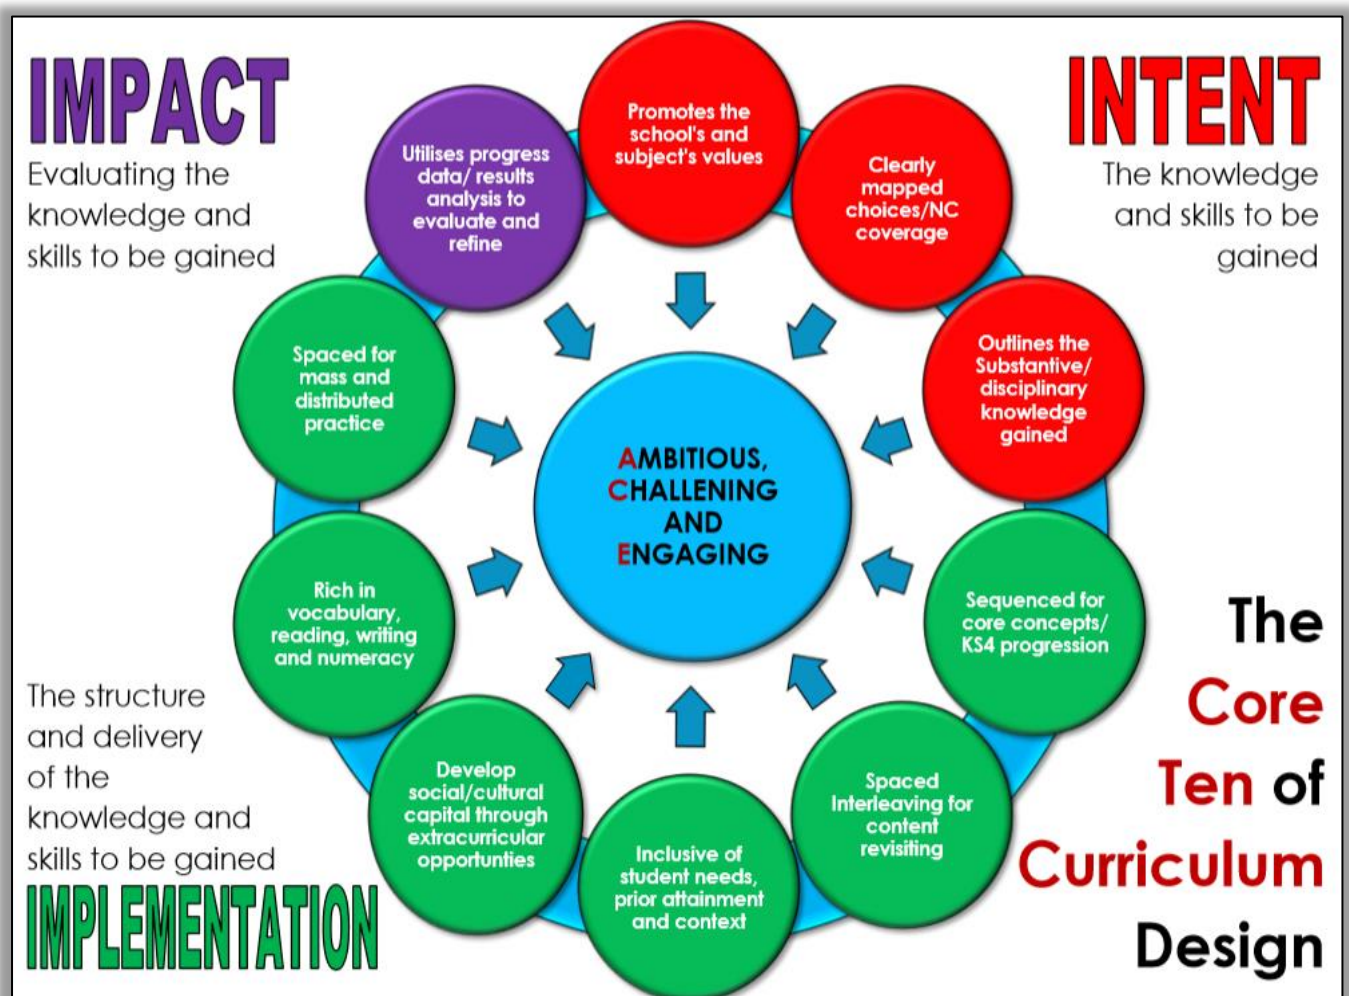 IMPACT
Evaluating the
knowledge and
skills to be gained
INTENT
The knowledge
and skills to be
gained
Promotes the
school's and
subject's values
Clearly
mapped
choices/NC
coverage
Outlines the
Substantive/
disciplinary
knowledge
gained
Sequenced for
core concepts/
KS4 progression
Spaced
Interleaving for
content
revisiting
Inclusive of
student needs,
prior attainment
and context
Develop
social/cultural
capital through
extracurricular
opportunties
Rich in
vocabulary,
reading, writing
and numeracy
Spaced for
mass and
distributed
practice
Utilises progress
data/ results
analysis to
evaluate and
refine
AMBITIOUS,
CHALLENING
AND
ENGAGING
The structure
and delivery
of the
knowledge and
skills to be gained
IMPLEMENTATION
The
Core
Ten of
Curriculum
Design